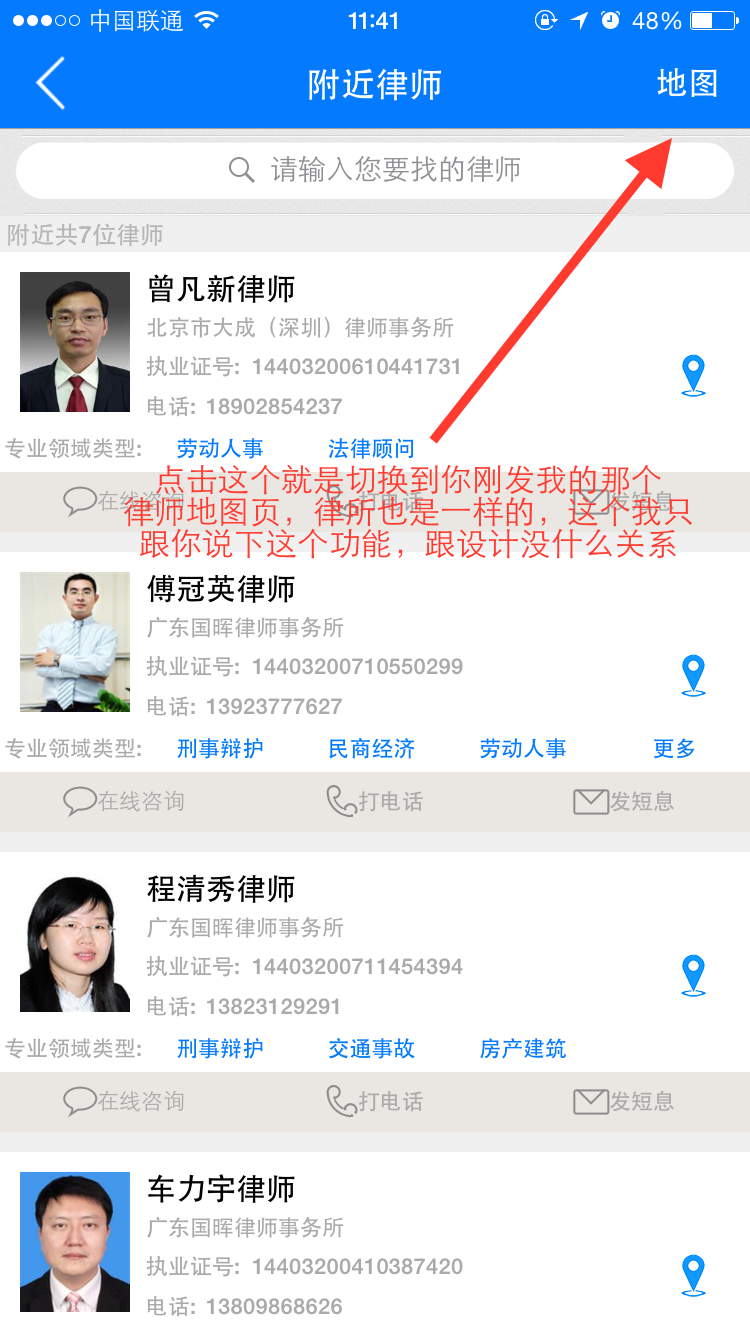 中国联通 11:41 48%
附近律师 地图
请输入您要找的律师
附近共7位律师
曾凡新律师
北京市大成（深圳）律师事务所
执业证号: 14403200610441731
电话: 18902854237
专业领域类型: 劳动人事 法律顾问
点击这个就是切换到你刚发我的那个
在线咨询 打电话 发短息
律师地图页，律所也是一样的，这个我只
跟你说下这个功能，跟设计没什么关系
傅冠英律师
广东国晖律师事务所
执业证号: 14403200710550299
电话: 13923777627
专业领域类型: 刑事辩护 民商经济 劳动人事 更多
在线咨询 打电话 发短息
程清秀律师
广东国晖律师事务所
执业证号: 14403200711454394
电话: 13823129291
专业领域类型: 刑事辩护 交通事故 房产建筑
在线咨询 打电话 发短息
车力宇律师
广东国晖律师事务所
执业证号: 14403200410387420
电话: 13809868626